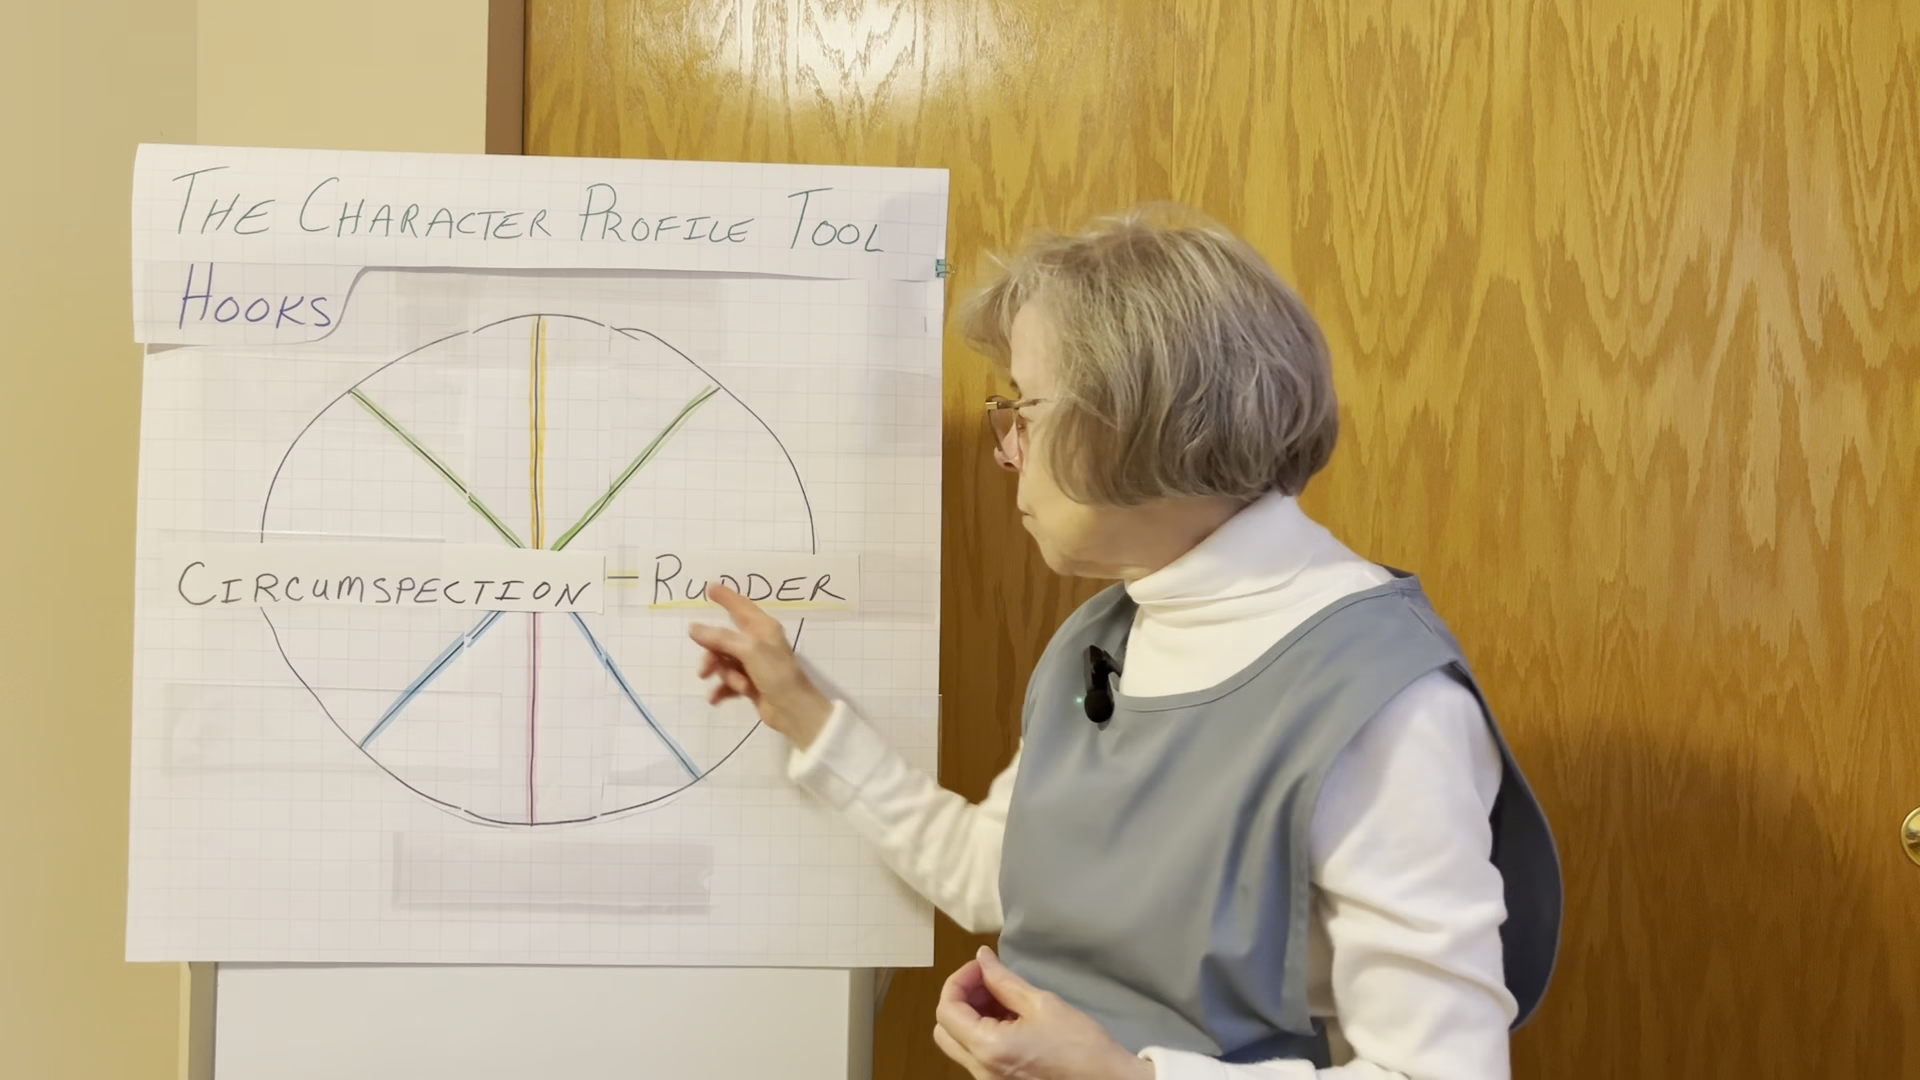 THE CHARACTER PROFILE TOOL
HOOKS
CIRCUMSPECTION – RUDDER